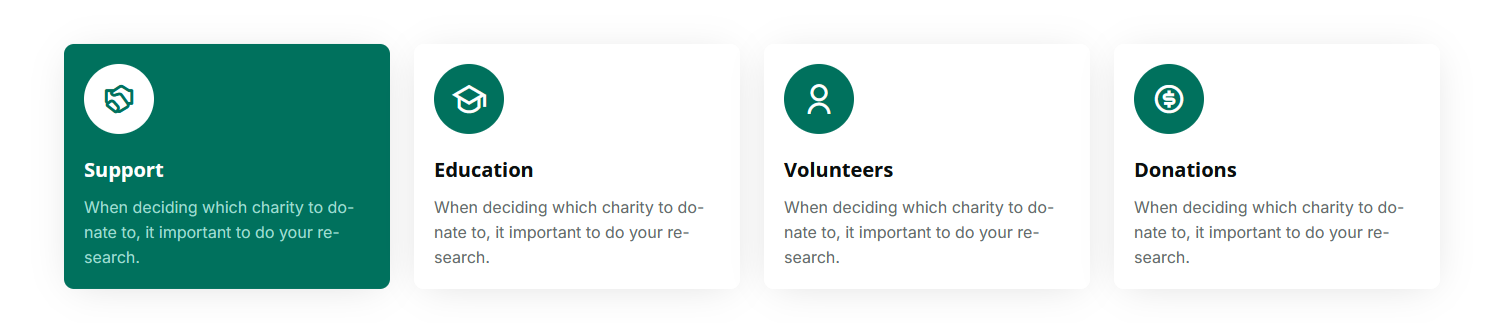 Support
When deciding which charity to do-
nate to, it important to do your re-
search.
Education
When deciding which charity to do-
nate to, it important to do your re-
search.
Volunteers
When deciding which charity to do-
nate to, it important to do your re-
search.
Donations
When deciding which charity to do-
nate to, it important to do your re-
search.